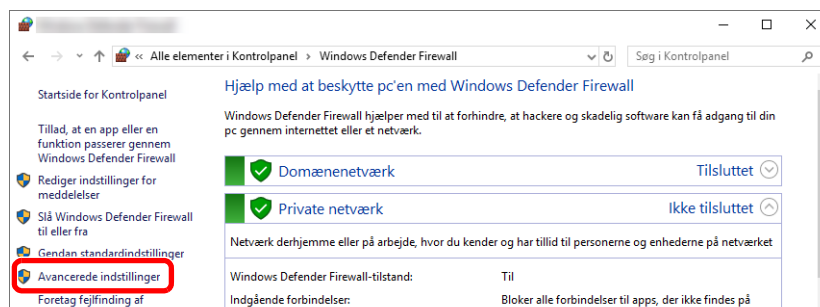 « Alle elementer i Kontrolpanel › Windows Defender Firewall
Søg i Kontrolpanel
Startside for Kontrolpanel
Tillad, at en app eller en
funktion passerer gennem
Windows Defender Firewall
Rediger indstillinger for
meddelelser
Slå Windows Defender Firewall
til eller fra
Gendan standardindstillinger
Avancerede indstillinger
Foretag fejlfinding af
Hjælp med at beskytte pc'en med Windows Defender Firewall
Windows Defender Firewall hjælper med til at forhindre, at hackere og skadelig software kan få adgang til din
pc gennem internettet eller et netværk.
Domænenetværk Tilsluttet
Private netværk Ikke tilsluttet
Netværk derhjemme eller på arbejde, hvor du kender og har tillid til personerne og enhederne på netværket
Windows Defender Firewall-tilstand: Til
Indgående forbindelser: Bloker alle forbindelser til apps, der ikke findes på